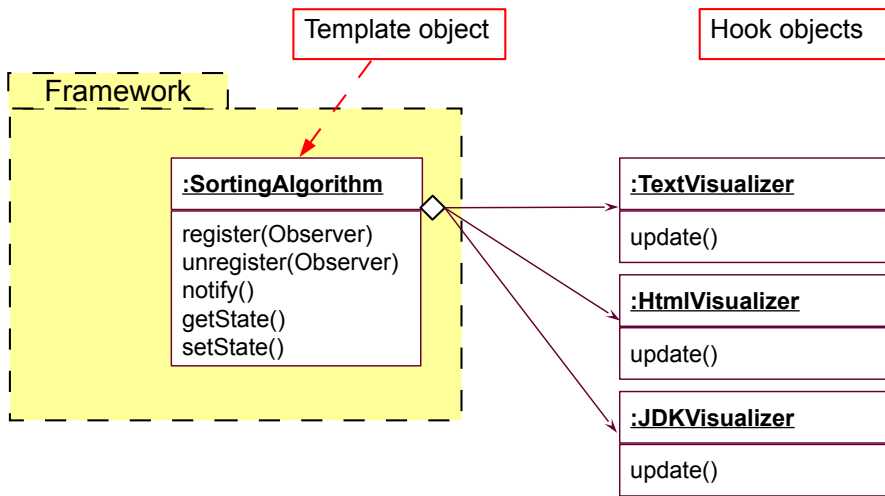 Template object
Hook objects
Framework
:SortingAlgorithm
register(Observer)
unregister(Observer)
notify()
getState()
setState()
:TextVisualizer
update()
:HtmlVisualizer
update()
:JDKVisualizer
update()